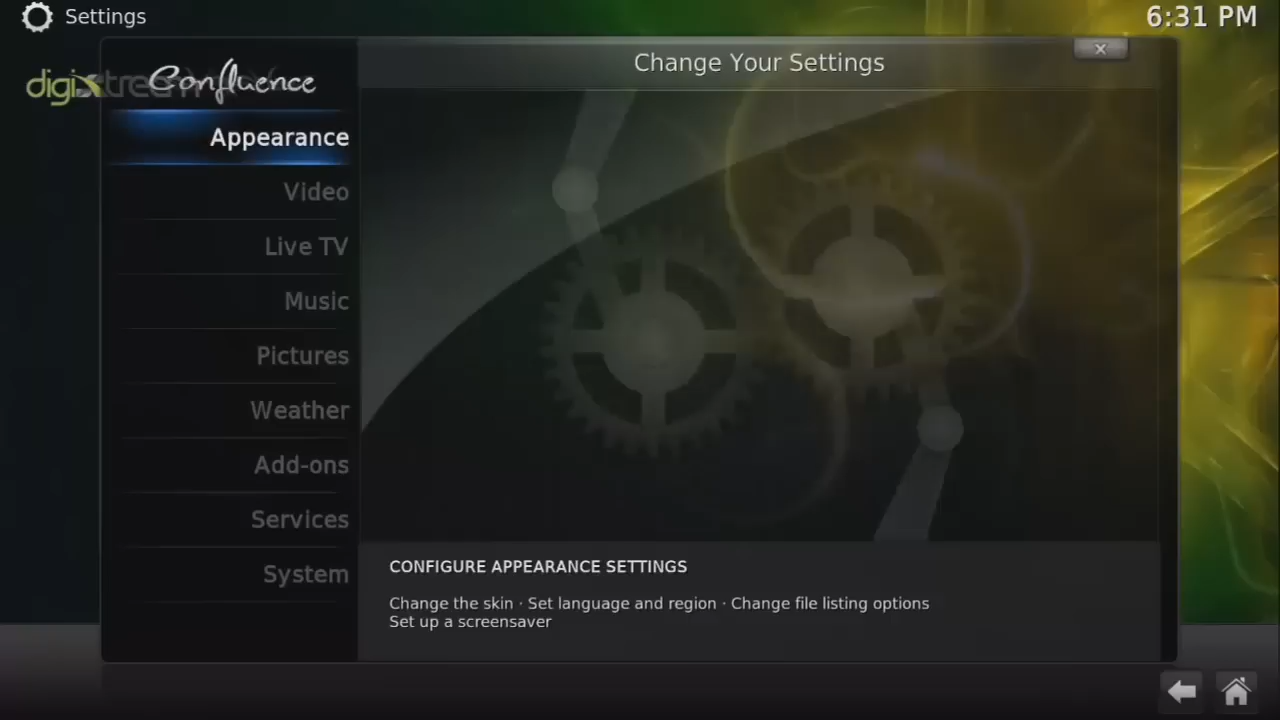 Settings
6:31 PM
Confluence
Change Your Settings
Appearance
Video
Live TV
Music
Pictures
Weather
Add-ons
Services
System
CONFIGURE APPEARANCE SETTINGS
Change the skin · Set language and region · Change file listing options
Set up a screensaver